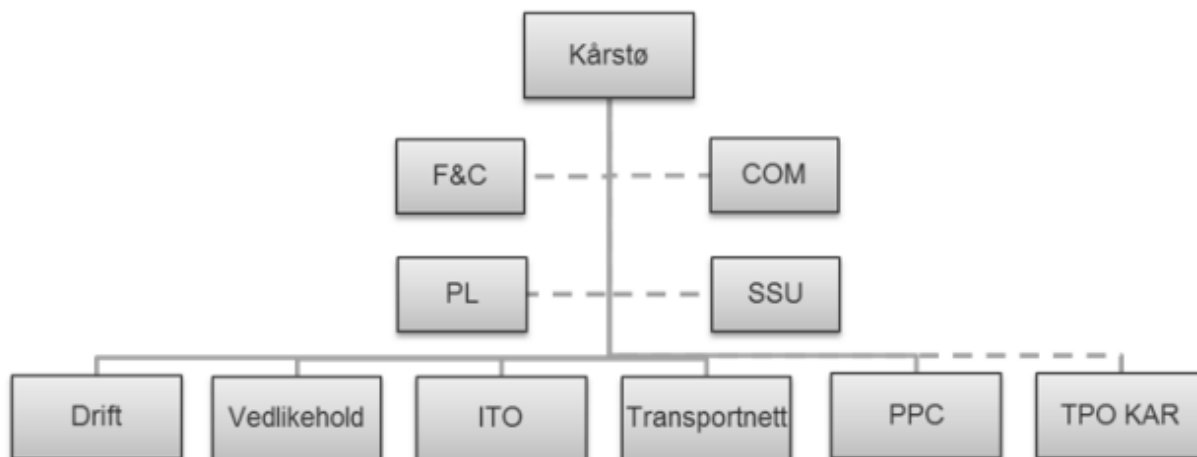 Kårstø
F&C
COM
PL
SSU
Drift
Vedlikehold
ITO
Transportnett
PPC
TPO KAR